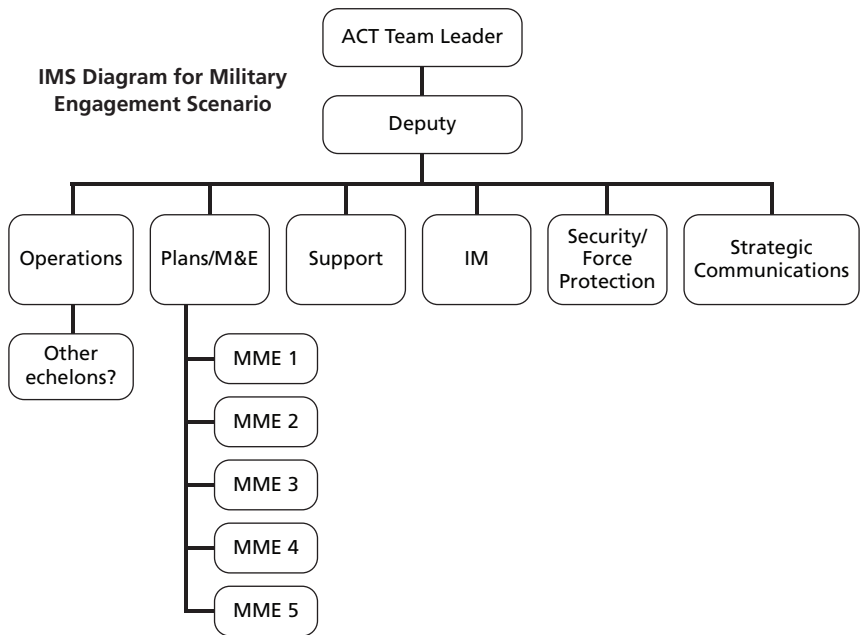 ACT Team Leader
IMS Diagram for Military
Engagement Scenario
Deputy
Operations
Plans/M&E
Support
IM
Security/
Force
Protection
Strategic
Communications
Other
echelons?
MME 1
MME 2
MME 3
MME 4
MME 5